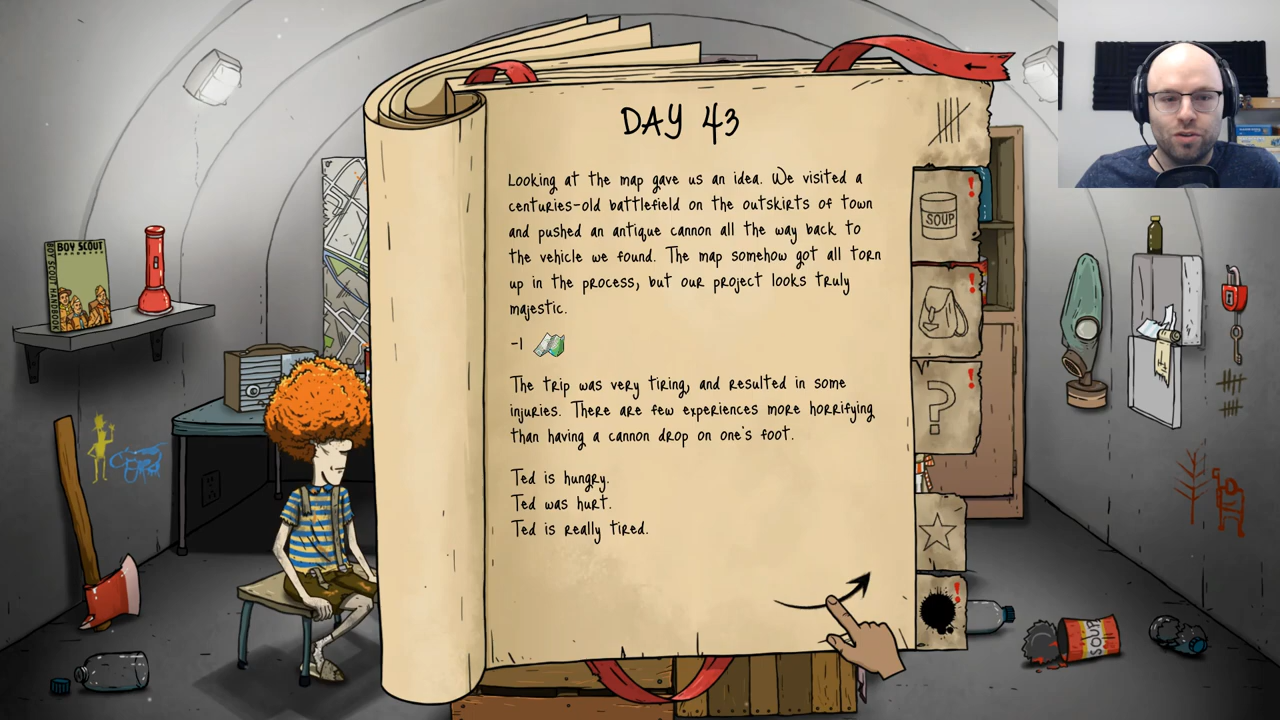 DAY 43
Looking at the map gave us an idea. We visited a
centuries-old battlefield on the outskirts of town
and pushed an antique cannon all the way back to
the vehicle we found. The map somehow got all torn
up in the process, but our project looks truly
majestic.
-1
The trip was very tiring, and resulted in some
injuries. There are few experiences more horrifying
than having a cannon drop on one's foot.
Ted is hungry.
Ted was hurt.
Ted is really tired.
SOUP
!
!
?
!
!
BOY SCOUT
BOY SCOUT HANDBOOK
SOUP